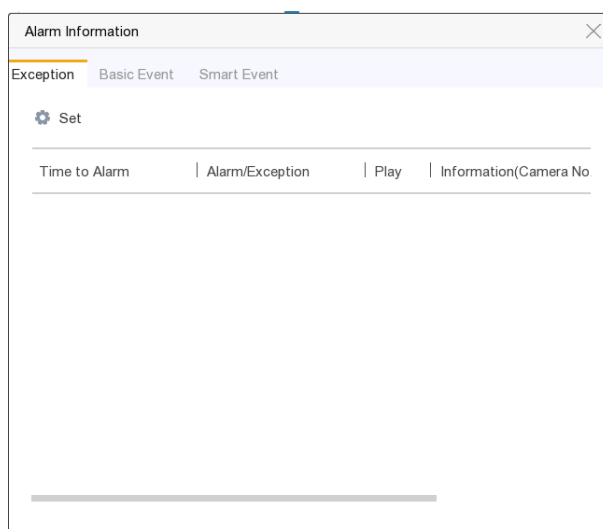 Alarm Information
Exception Basic Event Smart Event
Set
Time to Alarm Alarm/Exception Play Information(Camera No.